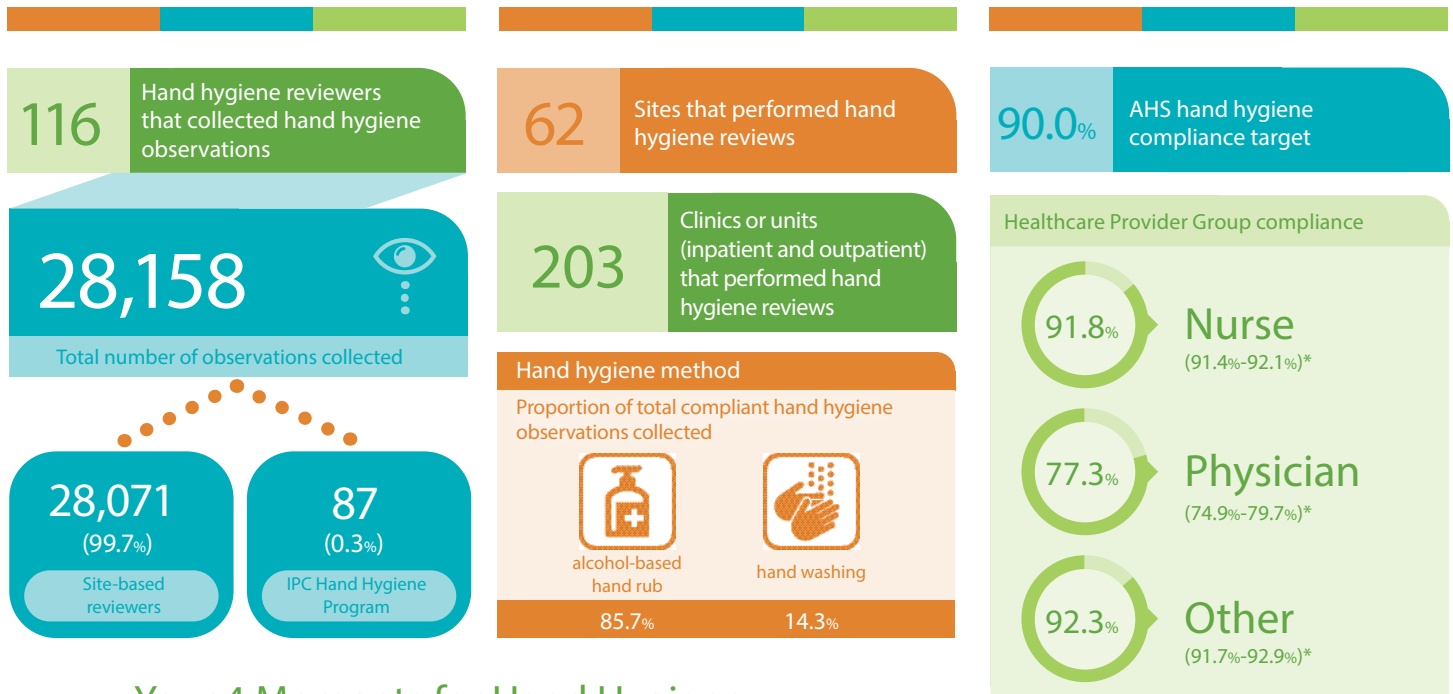 116
Hand hygiene reviewers
that collected hand hygiene
observations
28,158
Total number of observations collected
28,071
(99.7%)
Site-based
reviewers
87
(0.3%)
IPC Hand Hygiene
Program
62
Sites that performed hand
hygiene reviews
203
Clinics or units
(inpatient and outpatient)
that performed hand
hygiene reviews
Hand hygiene method
Proportion of total compliant hand hygiene
observations collected
alcohol-based
hand rub
85.7%
hand washing
14.3%
90.0%
AHS hand hygiene
compliance target
Healthcare Provider Group compliance
91.8%
Nurse
(91.4%-92.1%)*
77.3%
Physician
(74.9%-79.7%)*
92.3%
Other
(91.7%-92.9%)*
for Hand Hygiene